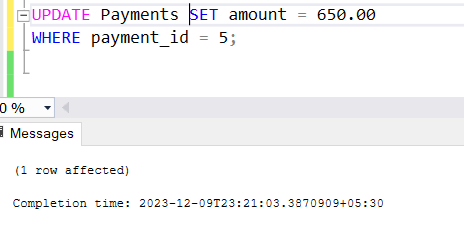 UPDATE Payments SET amount = 650.00
WHERE payment_id = 5;
0 %
Messages
(1 row affected)
Completion time: 2023-12-09T23:21:03.3870909+05:30